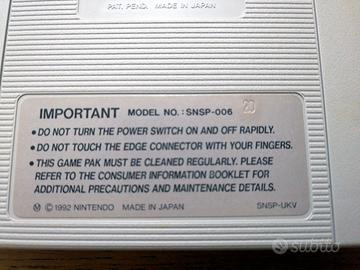 PAT. PEND. MADE IN JAPAN
IMPORTANT MODEL NO.: SNSP-006 20
• DO NOT TURN THE POWER SWITCH ON AND OFF RAPIDLY.
• DO NOT TOUCH THE EDGE CONNECTOR WITH YOUR FINGERS.
• THIS GAME PAK MUST BE CLEANED REGULARLY. PLEASE
REFER TO THE CONSUMER INFORMATION BOOKLET FOR
ADDITIONAL PRECAUTIONS AND MAINTENANCE DETAILS.
Ⓜ © 1992 NINTENDO MADE IN JAPAN SNSP-UKV
subito